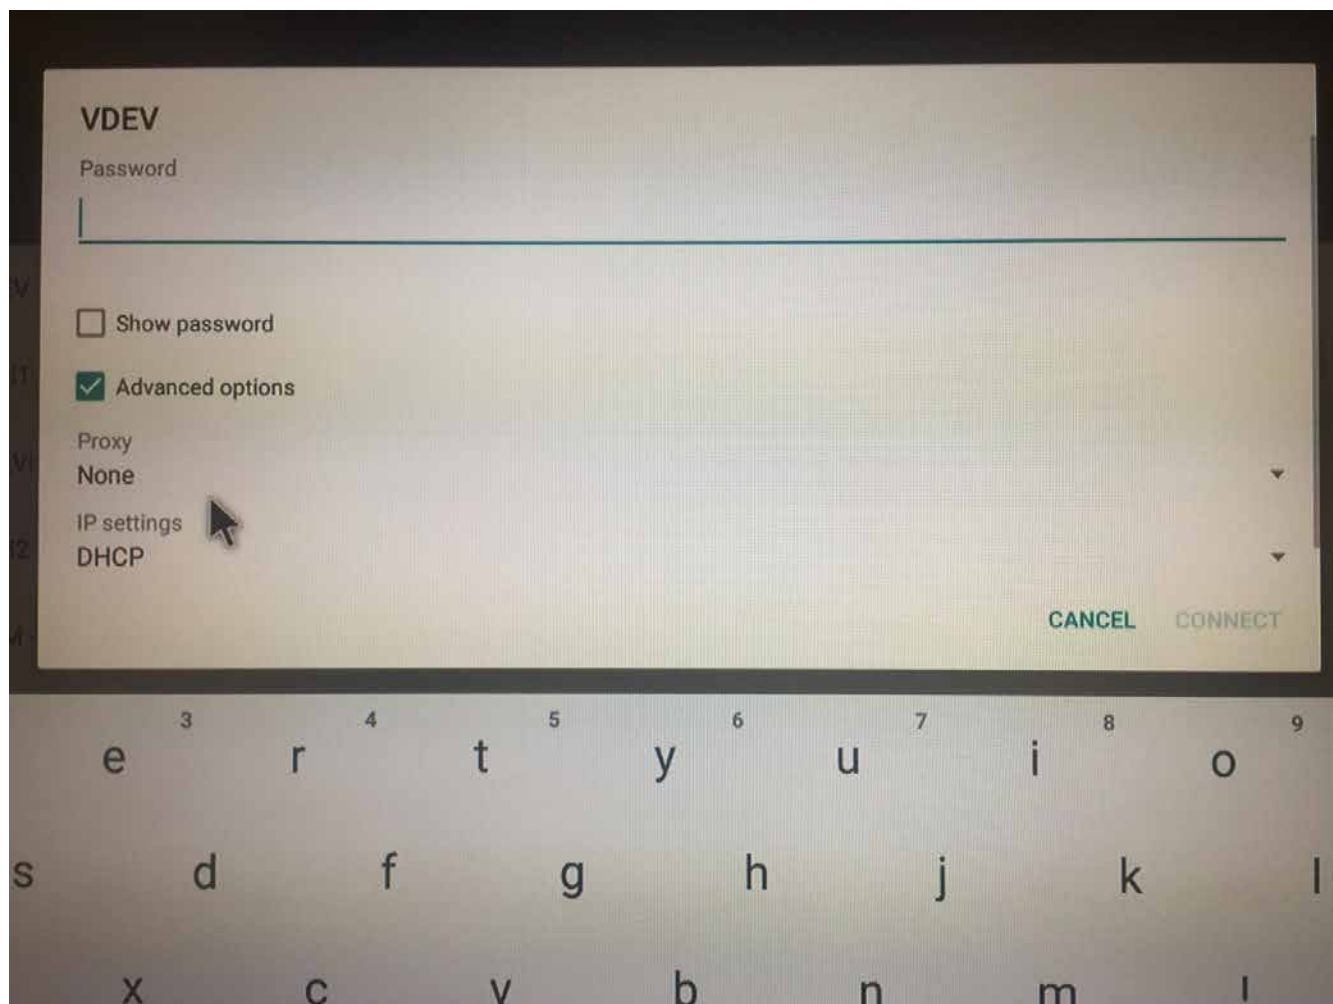 VDEV
Password
Show password
Advanced options
Proxy
None
IP settings
DHCP
CANCEL CONNECT
3 4 5 6 7 8 9
e r t y u i o
s d f g h j k l
x c v b n m